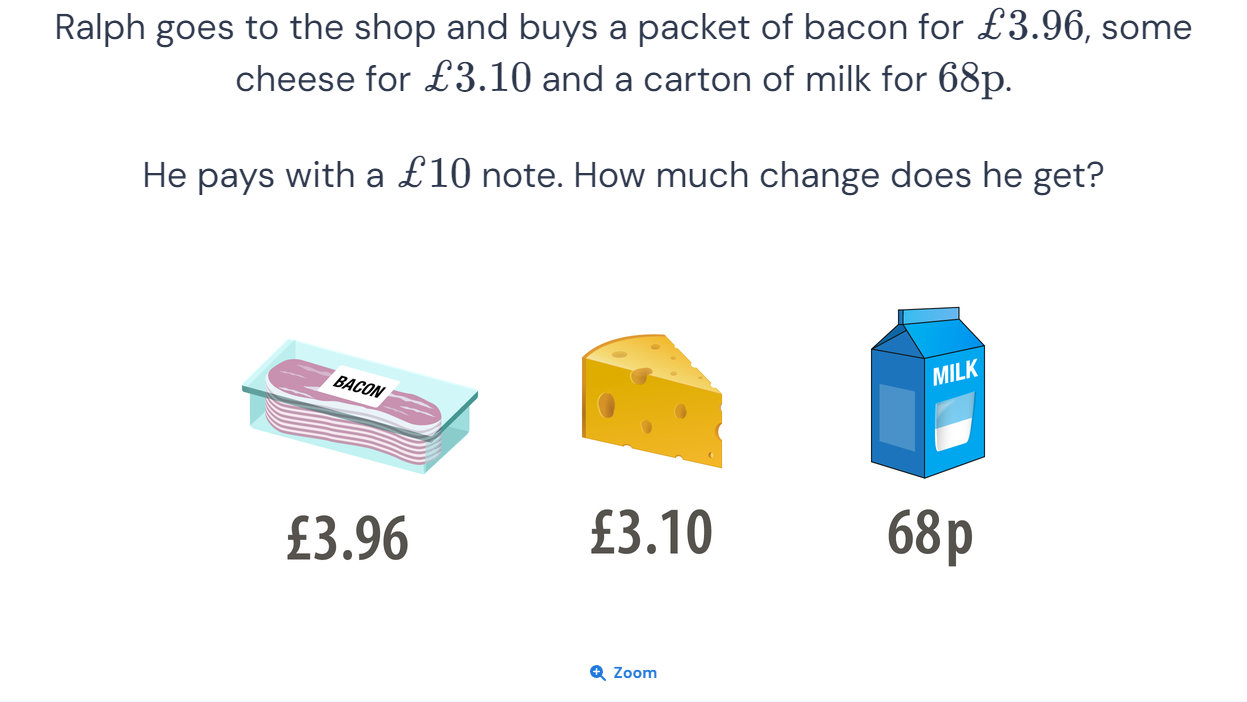 Ralph goes to the shop and buys a packet of bacon for £3.96, some
cheese for £3.10 and a carton of milk for 68p.
He pays with a £10 note. How much change does he get?
BACON
MILK
£3.96
£3.10
68p
Zoom